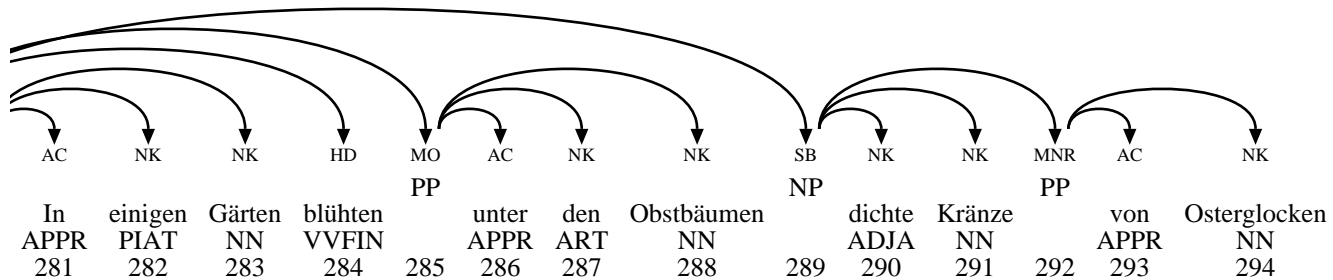 AC NK NK HD MO AC NK NK SB NK NK MNR AC NK
PP NP PP
In einigen Gärten blühten unter den Obstbäumen dichte Kränze von Osterglocken
APPR PIAT NN VVFIN APPR ART NN ADJA NN APPR NN
281 282 283 284 285 286 287 288 289 290 291 292 293 294